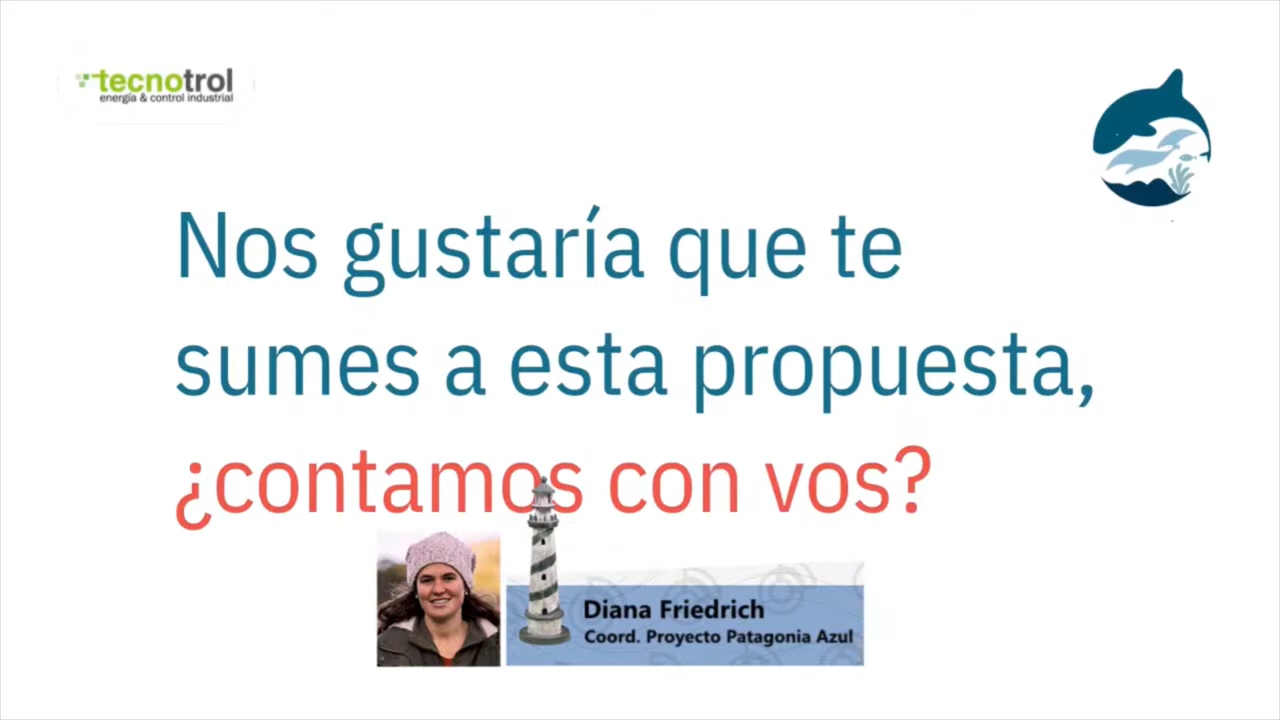 tecnotrol
energía & control industrial
Nos gustaría que te
sumes a esta propuesta,
¿contamos con vos?
Diana Friedrich
Coord. Proyecto Patagonia Azul